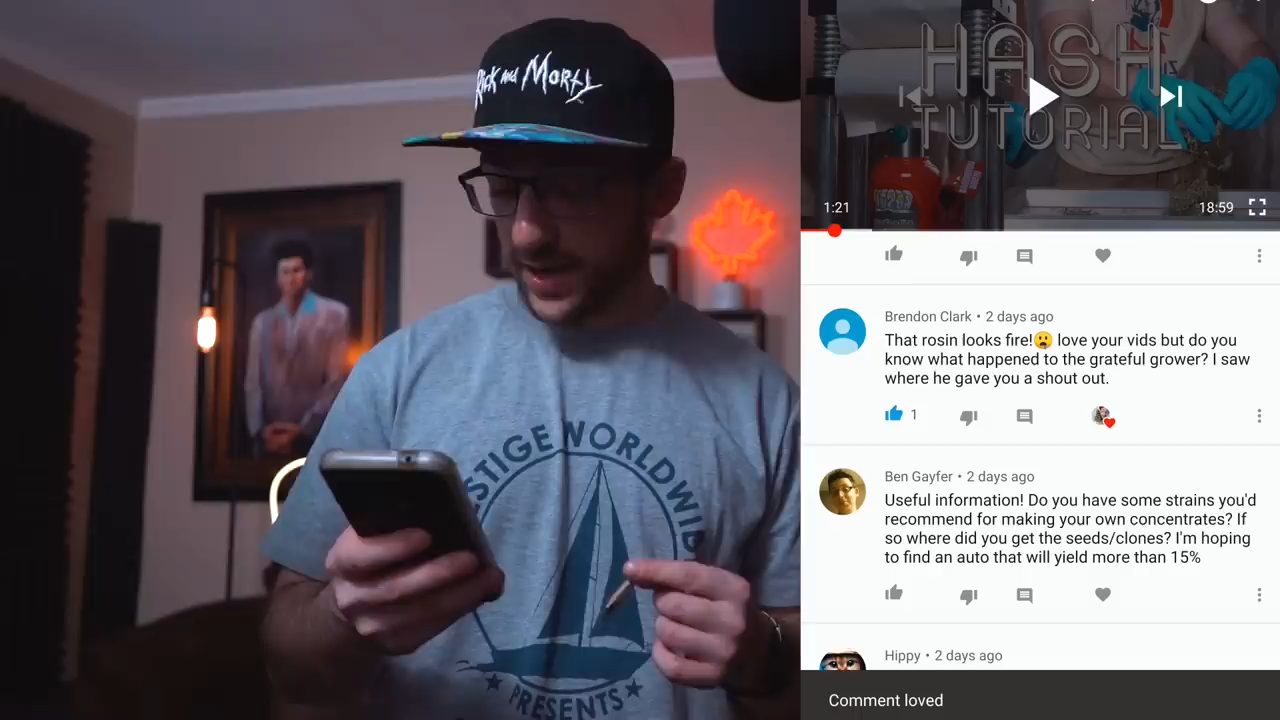 Rick and Morty
STIGE WORLDWID
PRESENTS
HASH
TUTORIAL
1:21
18:59
Brendon Clark • 2 days ago
That rosin looks fire!😮 love your vids but do you
know what happened to the grateful grower? I saw
where he gave you a shout out.
1
Ben Gayfer • 2 days ago
Useful information! Do you have some strains you'd
recommend for making your own concentrates? If
so where did you get the seeds/clones? I'm hoping
to find an auto that will yield more than 15%
Hippy • 2 days ago
Comment loved